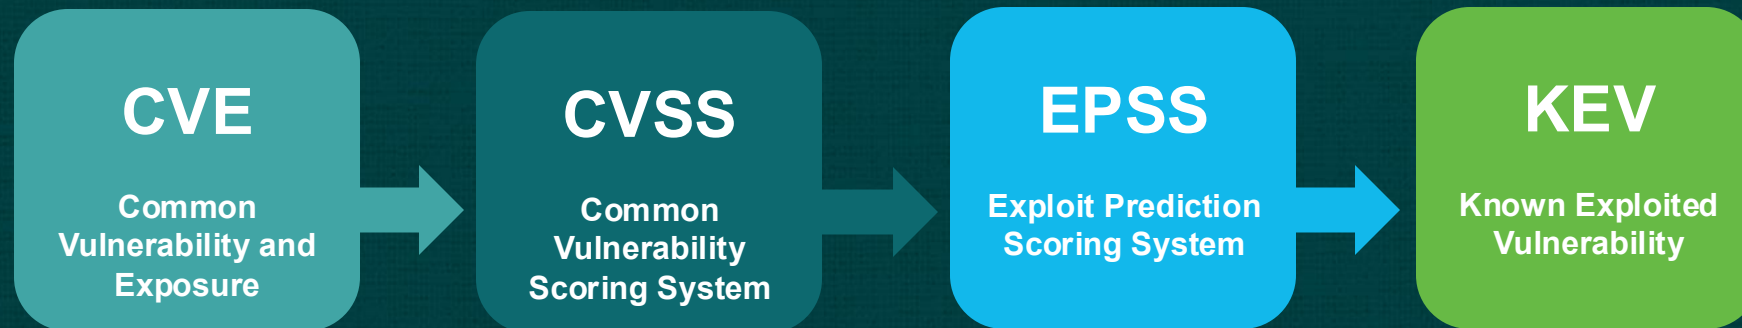 CVE
Common
Vulnerability and
Exposure
CVSS
Common
Vulnerability
Scoring System
EPSS
Exploit Prediction
Scoring System
KEV
Known Exploited
Vulnerability